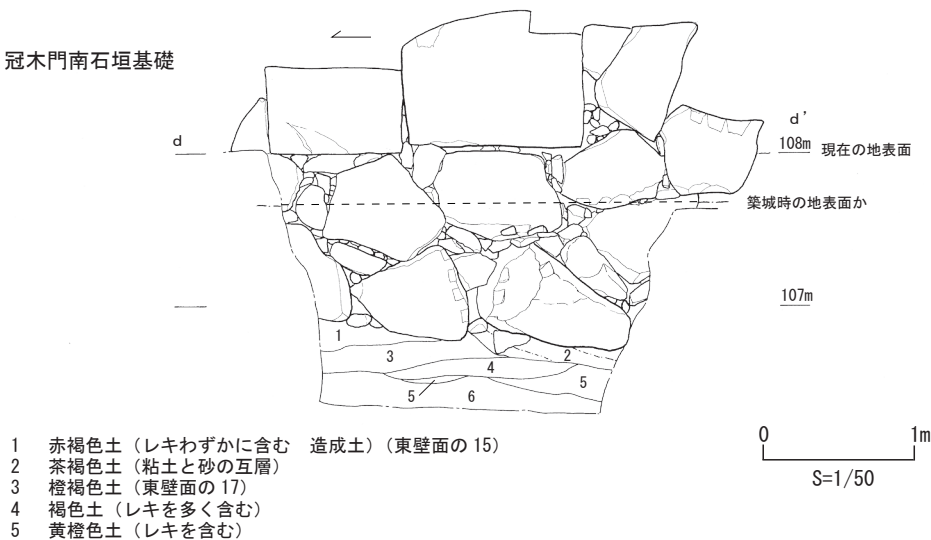 冠木門南石垣基礎
d
d'
108m 現在の地表面
築城時の地表面か
107m
1
3
2
4
5
5
6
1 赤褐色土（レキわずかに含む 造成土）（東壁面の15）
2 茶褐色土（粘土と砂の互層）
3 橙褐色土（東壁面の17）
4 褐色土（レキを多く含む）
5 黄橙色土（レキを含む）
0 1m
S=1/50